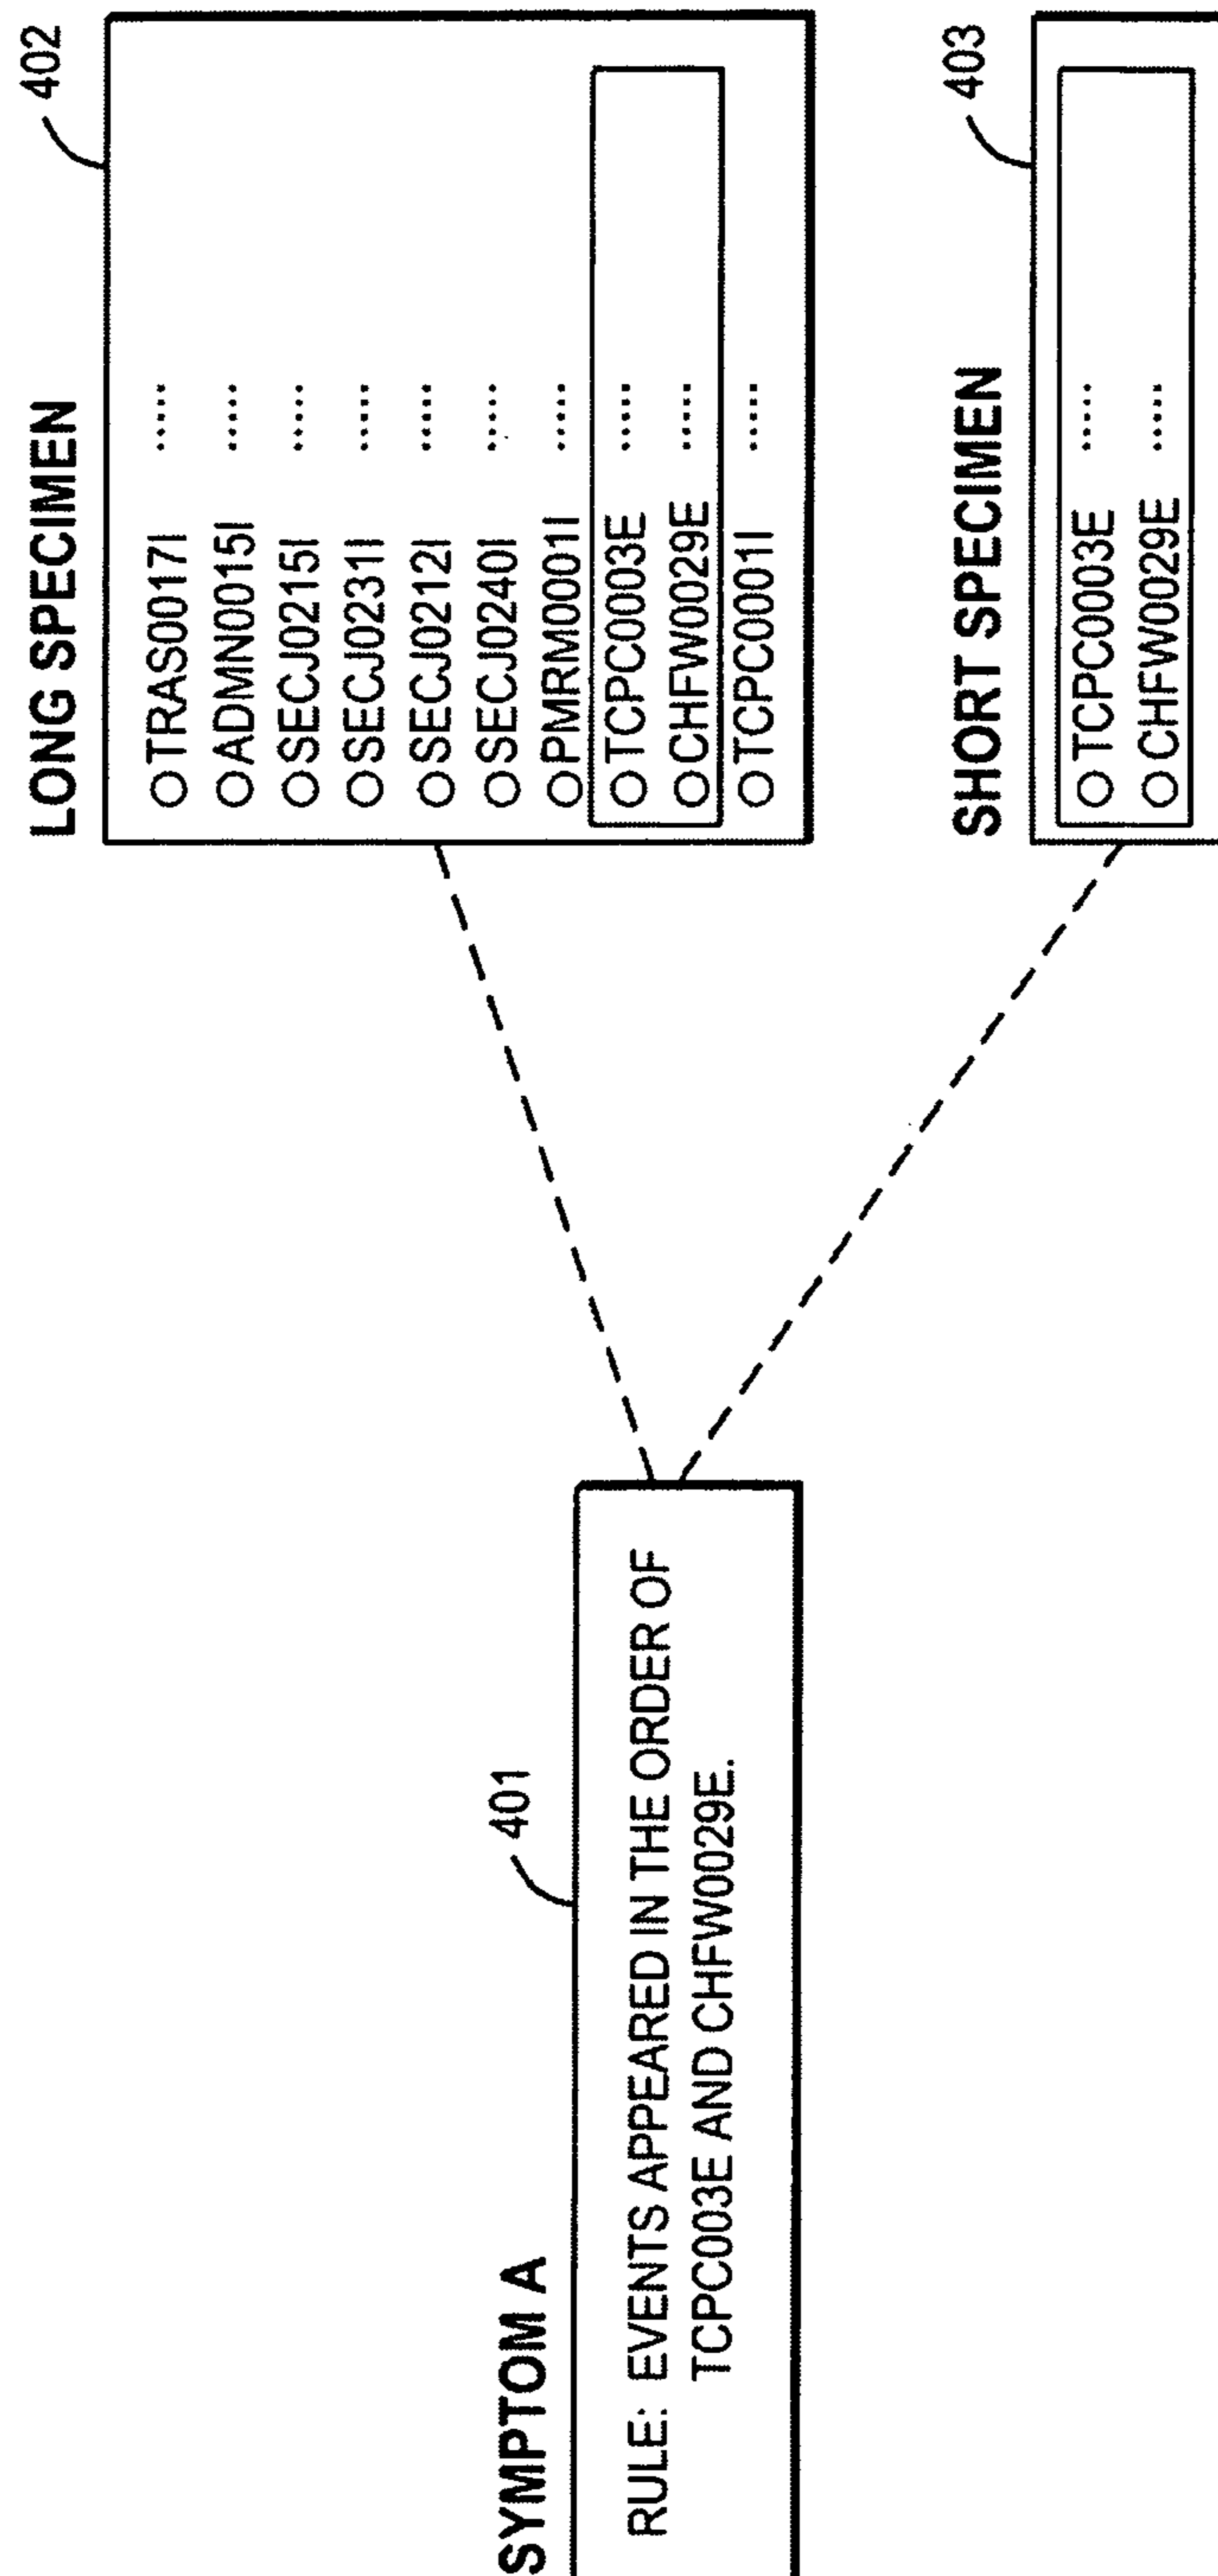 SYMPTOM A
401
RULE: EVENTS APPEARED IN THE ORDER OF
TCPC003E AND CHFW0029E.
LONG SPECIMEN
402
TRAS0017I .....
ADMN0015I .....
SECJ0215I .....
SECJ0231I .....
SECJ0212I .....
SECJ0240I .....
PMRM0001I .....
TCPC0003E .....
CHFW0029E .....
TCPC0001I .....
SHORT SPECIMEN
403
TCPC0003E .....
CHFW0029E .....